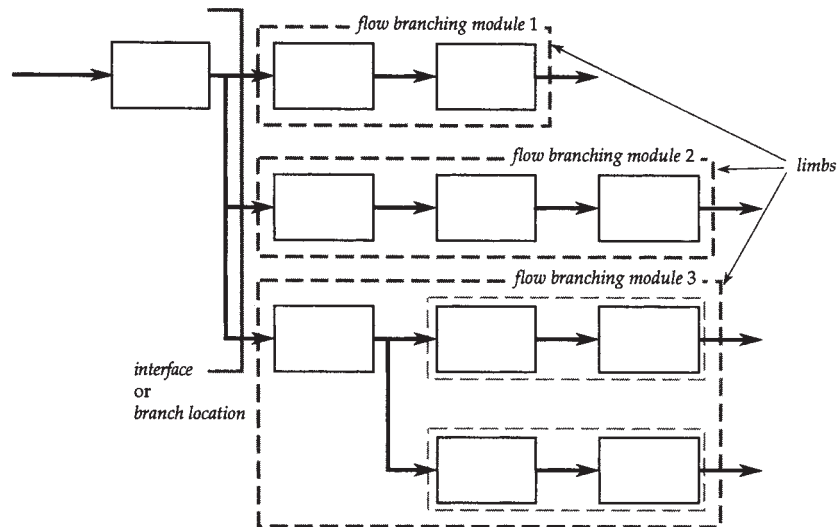 flow branching module 1
flow branching module 2
limbs
flow branching module 3
interface
or
branch location